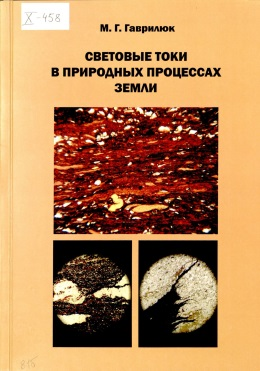 X-458
М. Г. Гаврилюк
СВЕТОВЫЕ ТОКИ
В ПРИРОДНЫХ ПРОЦЕССАХ
ЗЕМЛИ